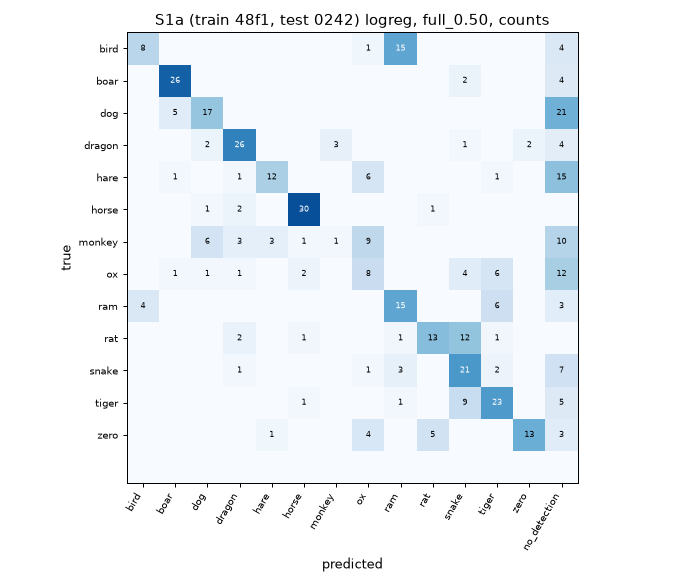 S1a (train 48f1, test 0242) logreg, full_0.50, counts
bird 8 1 15 4
boar 26 2 4
dog 5 17 21
dragon 2 26 3 1 2 4
hare 1 1 12 6 1 15
horse 1 2 30 1
monkey 6 3 3 1 1 9 10
ox 1 1 1 2 8 4 6 12
ram 4 15 6 3
rat 2 1 1 13 12 1
snake 1 1 3 21 2 7
tiger 1 1 9 23 5
zero 1 4 5 13 3
true
bird boar dog dragon hare horse monkey ox ram rat snake tiger zero no_detection
predicted